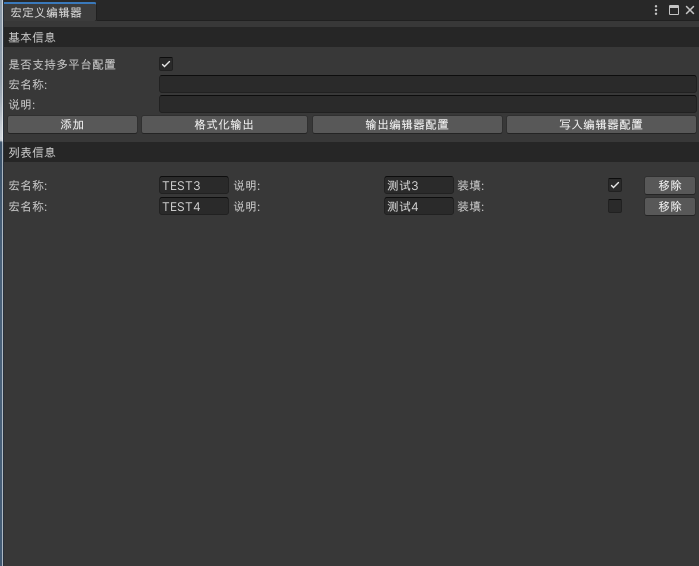 宏定义编辑器
基本信息
是否支持多平台配置
宏名称:
说明:
添加 格式化输出 输出编辑器配置 写入编辑器配置
列表信息
宏名称: TEST3 说明: 测试3 装填: 移除
宏名称: TEST4 说明: 测试4 装填: 移除